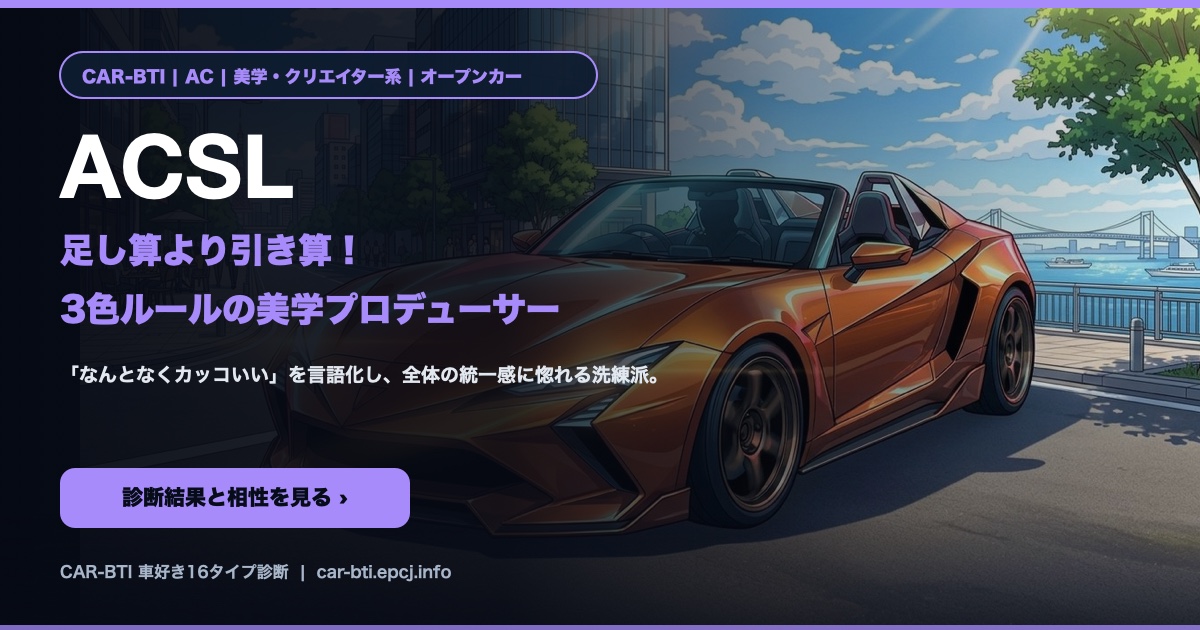 CAR-BTI | AC | 美学・クリエイター系 | オープンカー
ACSL
足し算より引き算！
3色ルールの美学プロデューサー
「なんとなくカッコいい」を言語化し、全体の統一感に惚れる洗練派。
診断結果と相性を見る ›
CAR-BTI 車好き16タイプ診断 | car-bti.epcj.info